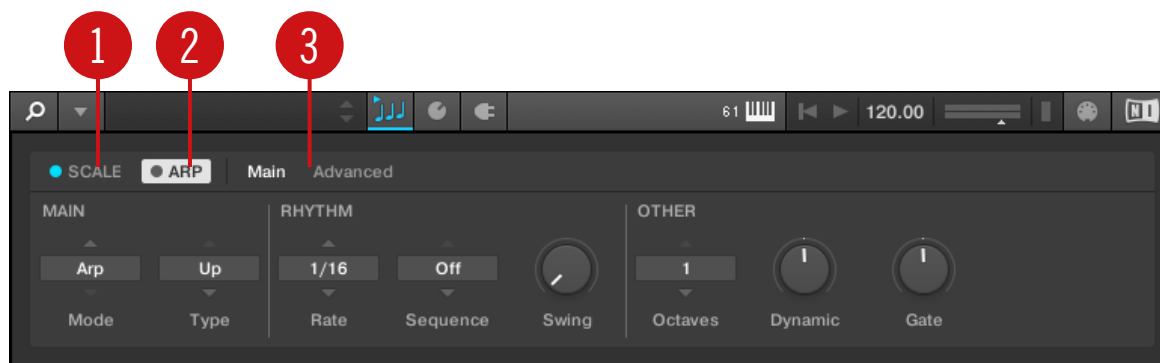 1 2 3
61 120.00 NI
SCALE ARP Main Advanced
MAIN RHYTHM OTHER
Arp Up 1/16 Off 1
Mode Type Rate Sequence Swing Octaves Dynamic Gate